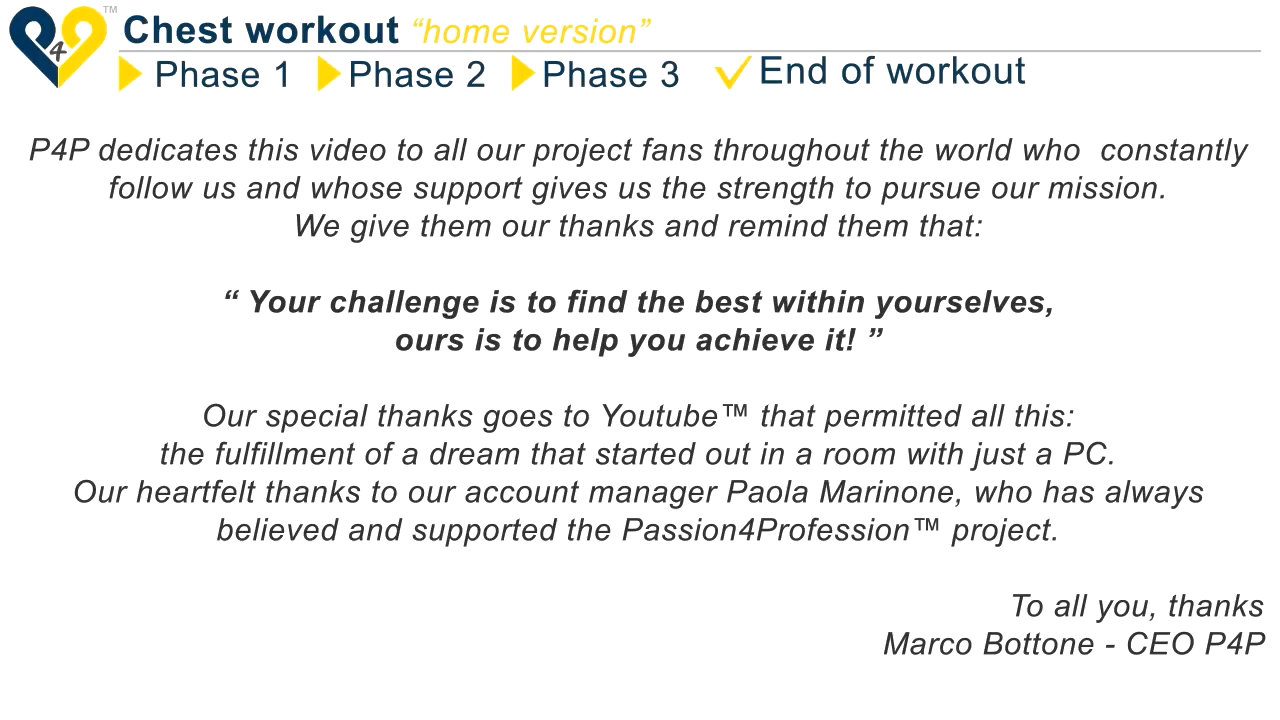 4 TM
Chest workout “home version”
Phase 1 Phase 2 Phase 3 End of workout
P4P dedicates this video to all our project fans throughout the world who  constantly
follow us and whose support gives us the strength to pursue our mission.
We give them our thanks and remind them that:
“ Your challenge is to find the best within yourselves,
ours is to help you achieve it! ”
Our special thanks goes to Youtube™ that permitted all this:
the fulfillment of a dream that started out in a room with just a PC.
Our heartfelt thanks to our account manager Paola Marinone, who has always
believed and supported the Passion4Profession™ project.
To all you, thanks
Marco Bottone - CEO P4P